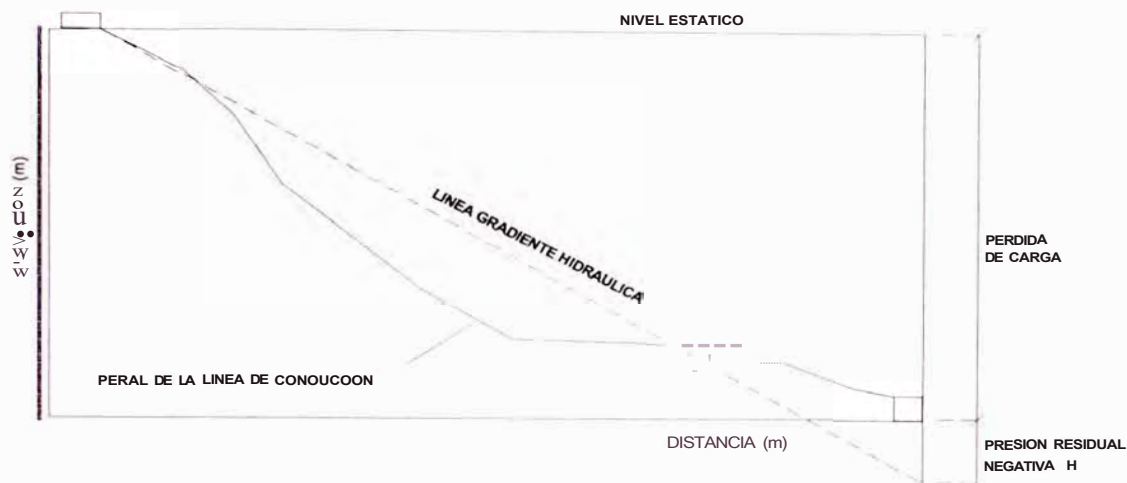 NIVEL ESTATICO
(m)
LINEA GRADIENTE HIDRAULICA
PERDIDA
DE CARGA
PERAL DE LA LINEA DE CONOUCOON
DISTANCIA (m)
PRESION RESIDUAL
NEGATIVA H